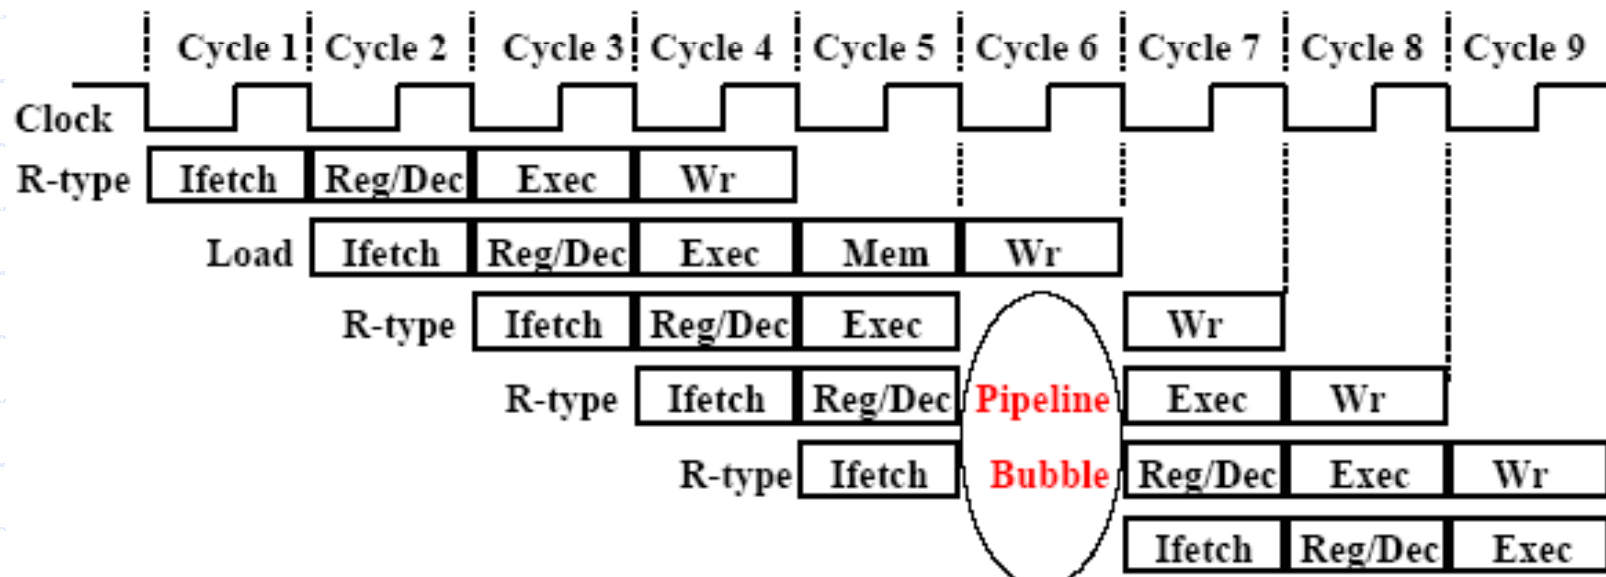 Cycle 1 Cycle 2 Cycle 3 Cycle 4 Cycle 5 Cycle 6 Cycle 7 Cycle 8 Cycle 9
Clock
R-type Ifetch Reg/Dec Exec Wr
Load Ifetch Reg/Dec Exec Mem Wr
R-type Ifetch Reg/Dec Exec Wr
R-type Ifetch Reg/Dec Pipeline Exec Wr
R-type Ifetch Bubble Reg/Dec Exec Wr
Ifetch Reg/Dec Exec